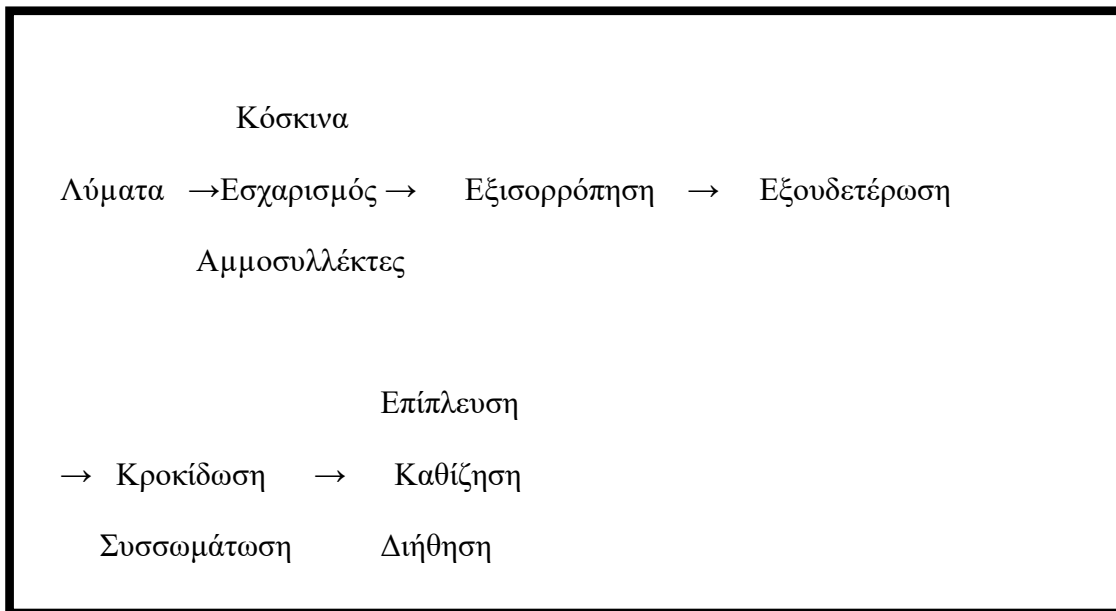 Κόσκινα
Λύματα →Εσχαρισμός → Εξισορρόπηση → Εξουδετέρωση
Αμμοσυλλέκτες
Επίπλευση
→ Κροκίδωση → Καθίζηση
Συσσωμάτωση Διήθηση